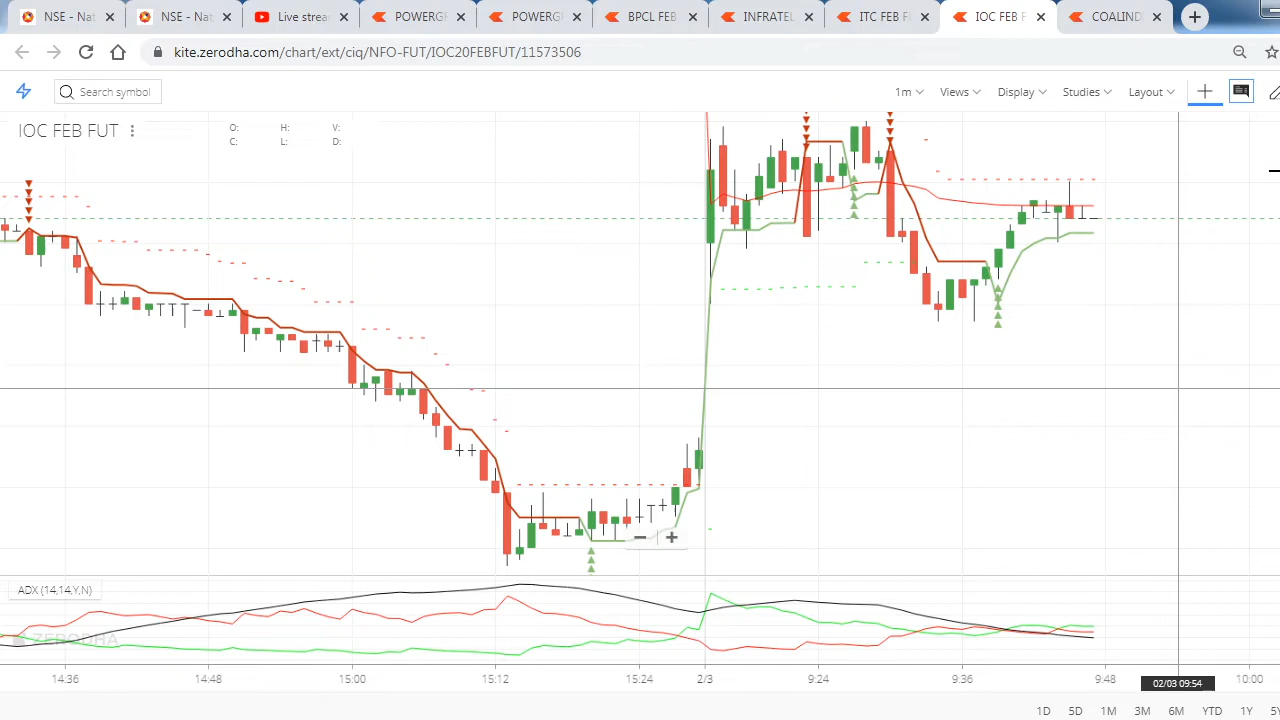 NSE - Nat
NSE - Nat
Live strea
POWERGR
POWERGR
BPCL FEB
INFRATEL
ITC FEB F
IOC FEB F
COALIND
kite.zerodha.com/chart/ext/ciq/NFO-FUT/IOC20FEBFUT/11573506
Search symbol
1m
Views
Display
Studies
Layout
IOC FEB FUT
O: H: V:
C: L: D:
ADX (14,14,Y,N)
ZERODHA
14:36 14:48 15:00 15:12 15:24 2/3 9:24 9:36 9:48 10:00
02/03 09:54
1D 5D 1M 3M 6M YTD 1Y